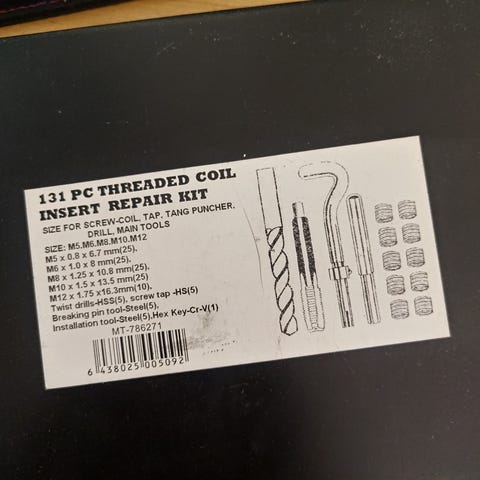 131 PC THREADED COIL
INSERT REPAIR KIT
SIZE FOR SCREW-COIL, TAP. TANG PUNCHER.
DRILL, MAIN TOOLS
SIZE: M5.M6.M8.M10.M12
M5 x 0.8 x 6.7 mm(25).
M6 x 1.0 x 8 mm(25).
M8 x 1.25 x 10.8 mm(25).
M10 x 1.5 x 13.5 mm(25)
M12 x 1.75 x16.3mm(10).
Twist drills-HSS(5), screw tap -HS(5)
Breaking pin tool-Steel(5).
Installation tool-Steel(5).Hex Key-Cr-V(1)
MT-786271
6 438025 005092